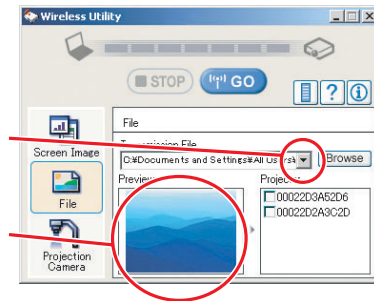 Wireless Utility
STOP
GO
File
Transmission File
C:¥Documents and Settings¥All Users¥
Browse
Preview
Projector
00022D3A52D6
00022D2A3C2D
Screen Image
File
Projection
Camera